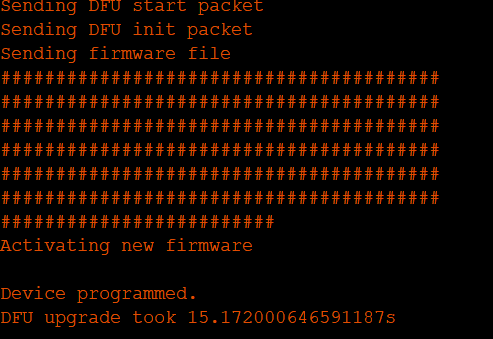 Sending DFU start packet
Sending DFU init packet
Sending firmware file
########################################
########################################
########################################
########################################
########################################
########################################
#########################
Activating new firmware
Device programmed.
DFU upgrade took 15.172000646591187s